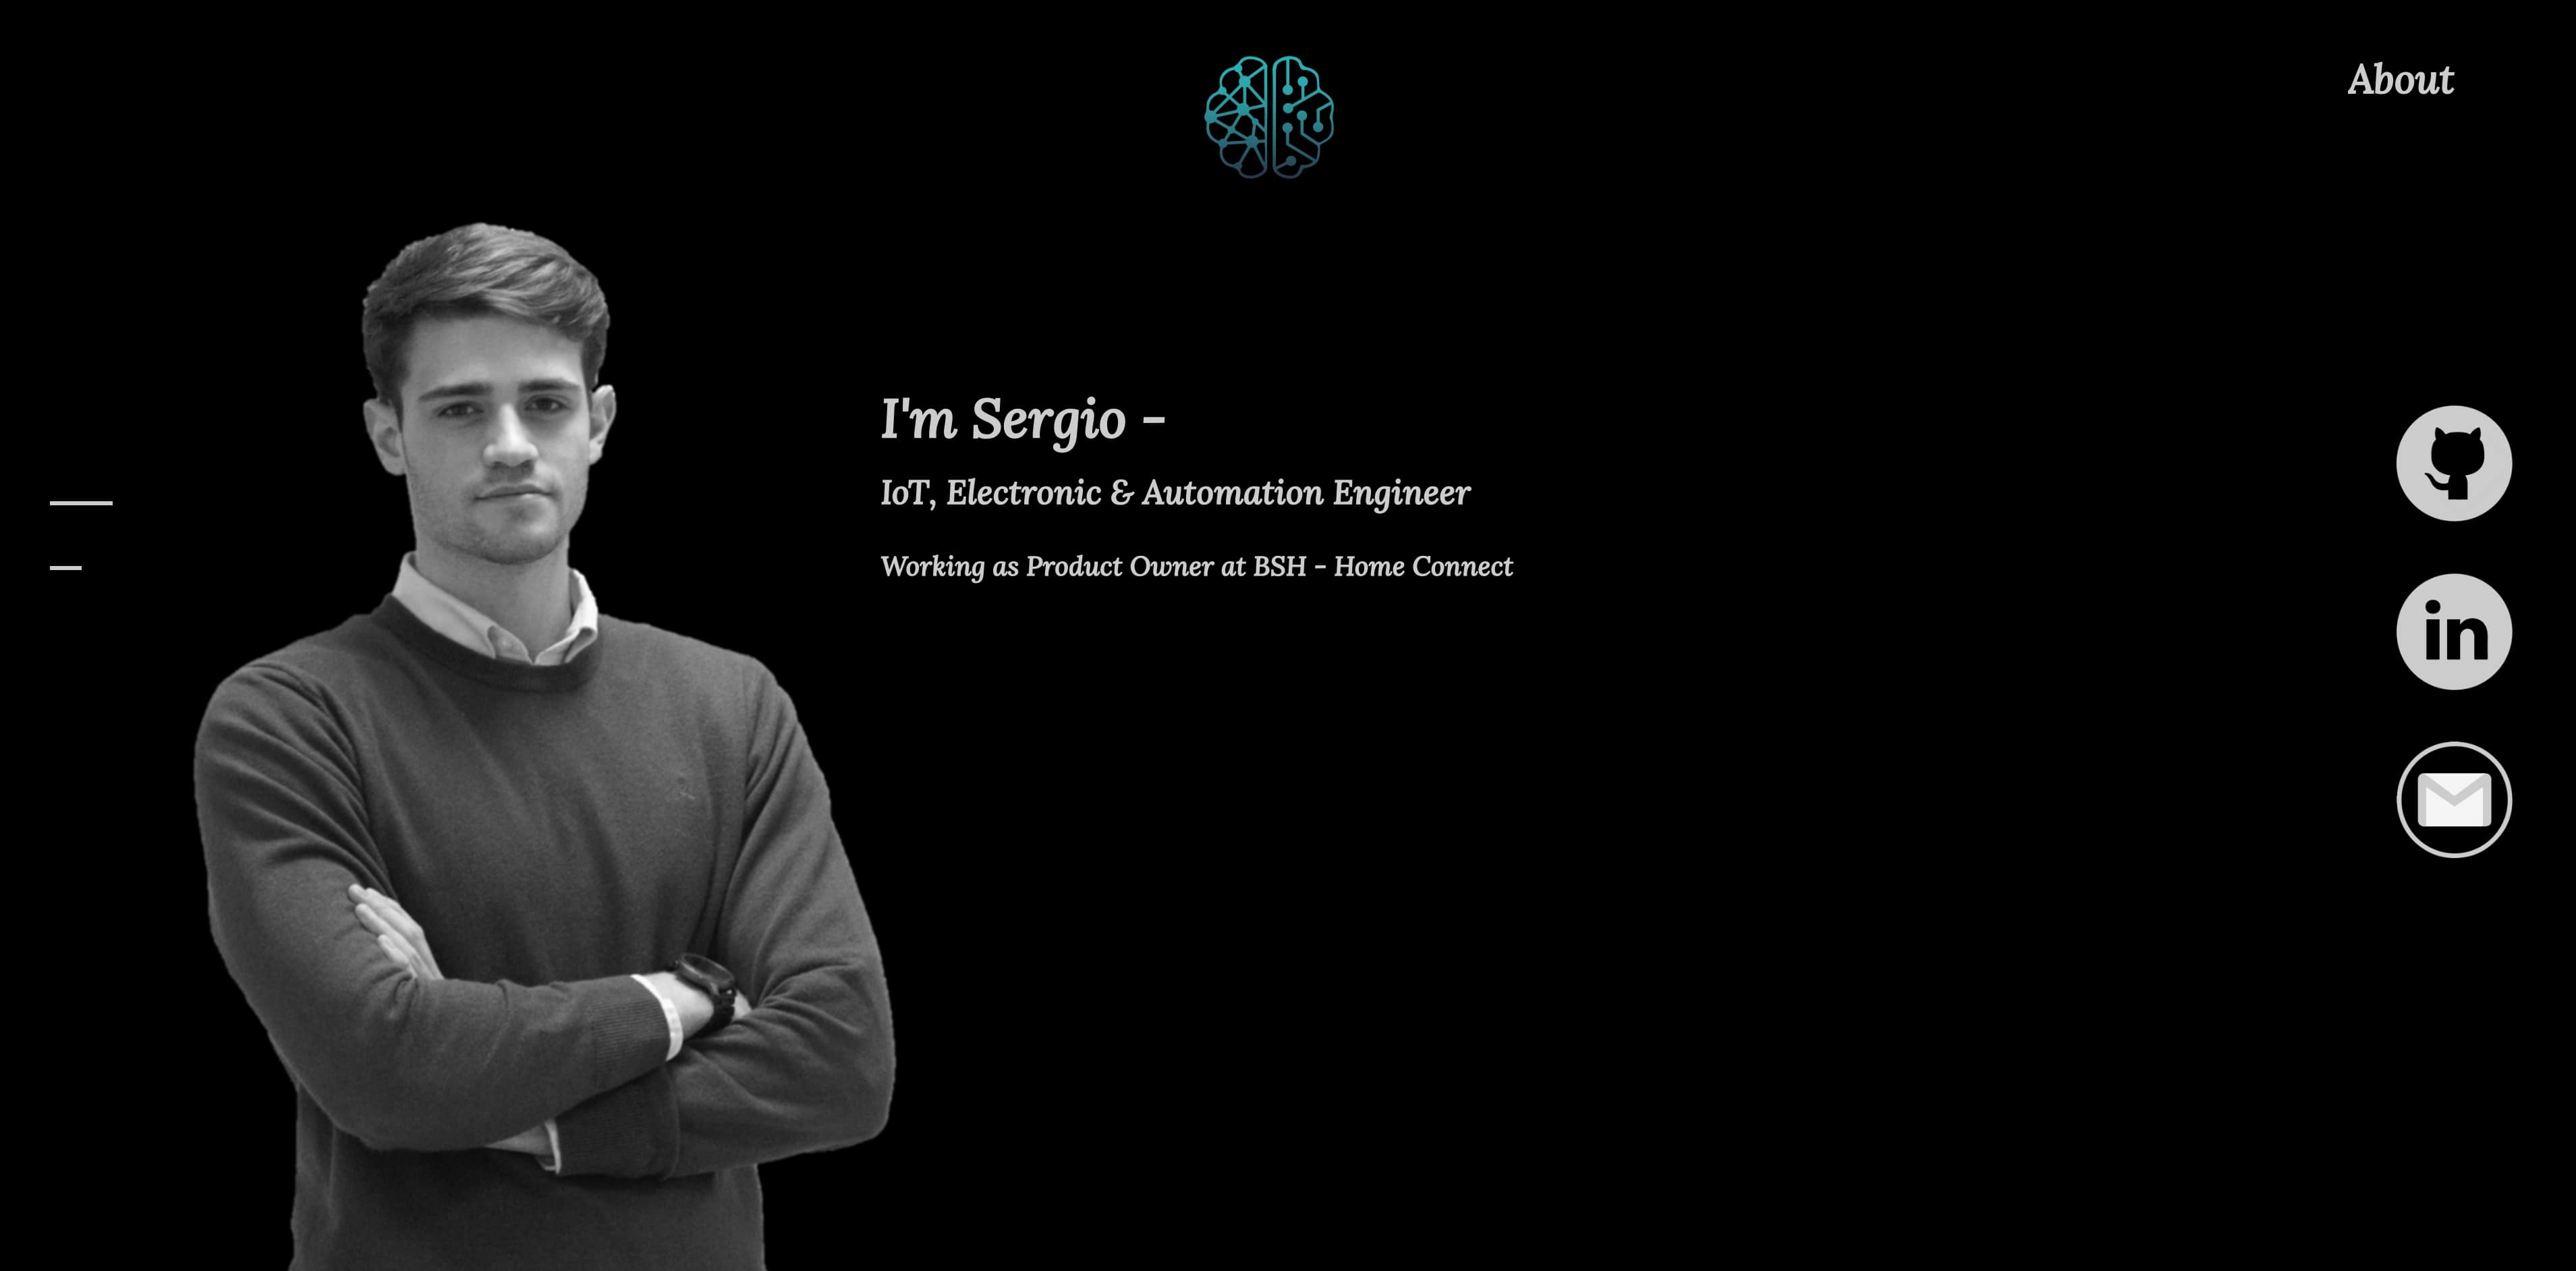 About
I'm Sergio -
IoT, Electronic & Automation Engineer
Working as Product Owner at BSH - Home Connect
in